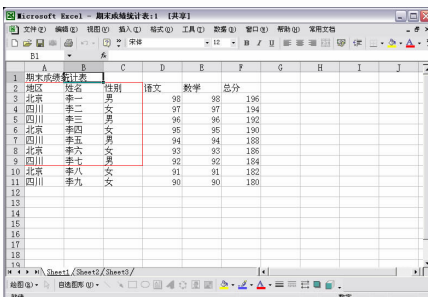 Microsoft Excel - 期末成绩统计表:1 [共享]
文件(F) 编辑(E) 视图(V) 插入(I) 格式(O) 工具(T) 数据(D) 窗口(W) 帮助(H) 常用文档
宋体 12 B I U
B1 fx
A B C D E F G H I J
1 期末成绩统计表
2 地区 姓名 性别 语文 数学 总分
3 北京 李一 男 98 98 196
4 四川 李二 女 97 97 194
5 四川 李三 男 96 96 192
6 北京 李四 女 95 95 190
7 四川 李五 男 94 94 188
8 北京 李六 女 93 93 186
9 四川 李七 男 92 92 184
10 北京 李八 女 91 91 182
11 四川 李九 女 90 90 180
12
13
14
15
16
17
18
19
Sheet1 Sheet2 Sheet3
绘图(R) 自选图形(U)
就绪 数字